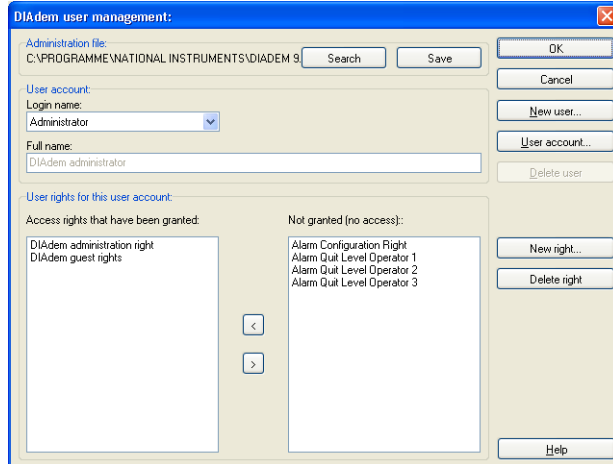 DIAdem user management:
Administration file:
C:\PROGRAMME\NATIONAL INSTRUMENTS\DIADEM 9.
Search
Save
OK
Cancel
User account:
Login name:
Administrator
Full name:
DIAdem administrator
New user...
User account...
Delete user
User rights for this user account:
Access rights that have been granted:
DIAdem administration right
DIAdem guest rights
<
>
Not granted (no access)::
Alarm Configuration Right
Alarm Quit Level Operator 1
Alarm Quit Level Operator 2
Alarm Quit Level Operator 3
New right...
Delete right
Help